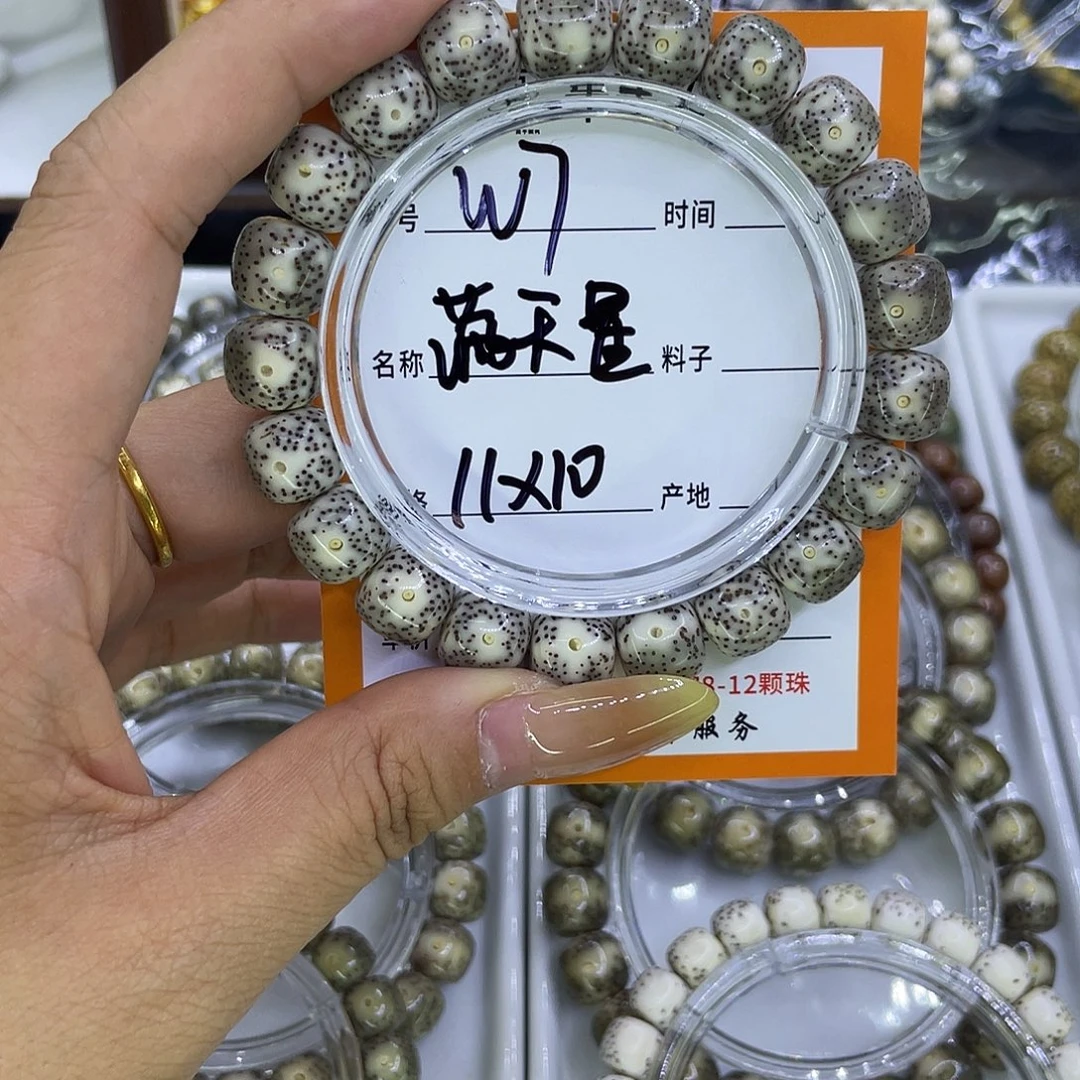 号 W7 时间
名称 满天星 料子
格 11X10 产地
8-12颗珠
服务